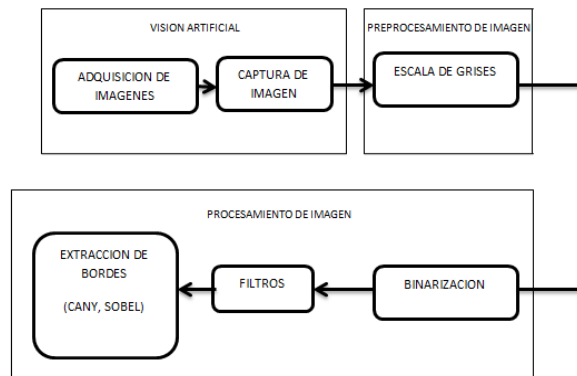 VISION ARTIFICIAL
ADQUISICION DE
IMAGENES
CAPTURA DE
IMAGEN
PREPROCESAMIENTO DE IMAGEN
ESCALA DE GRISES
PROCESAMIENTO DE IMAGEN
EXTRACCION DE
BORDES
(CANY, SOBEL)
FILTROS
BINARIZACION